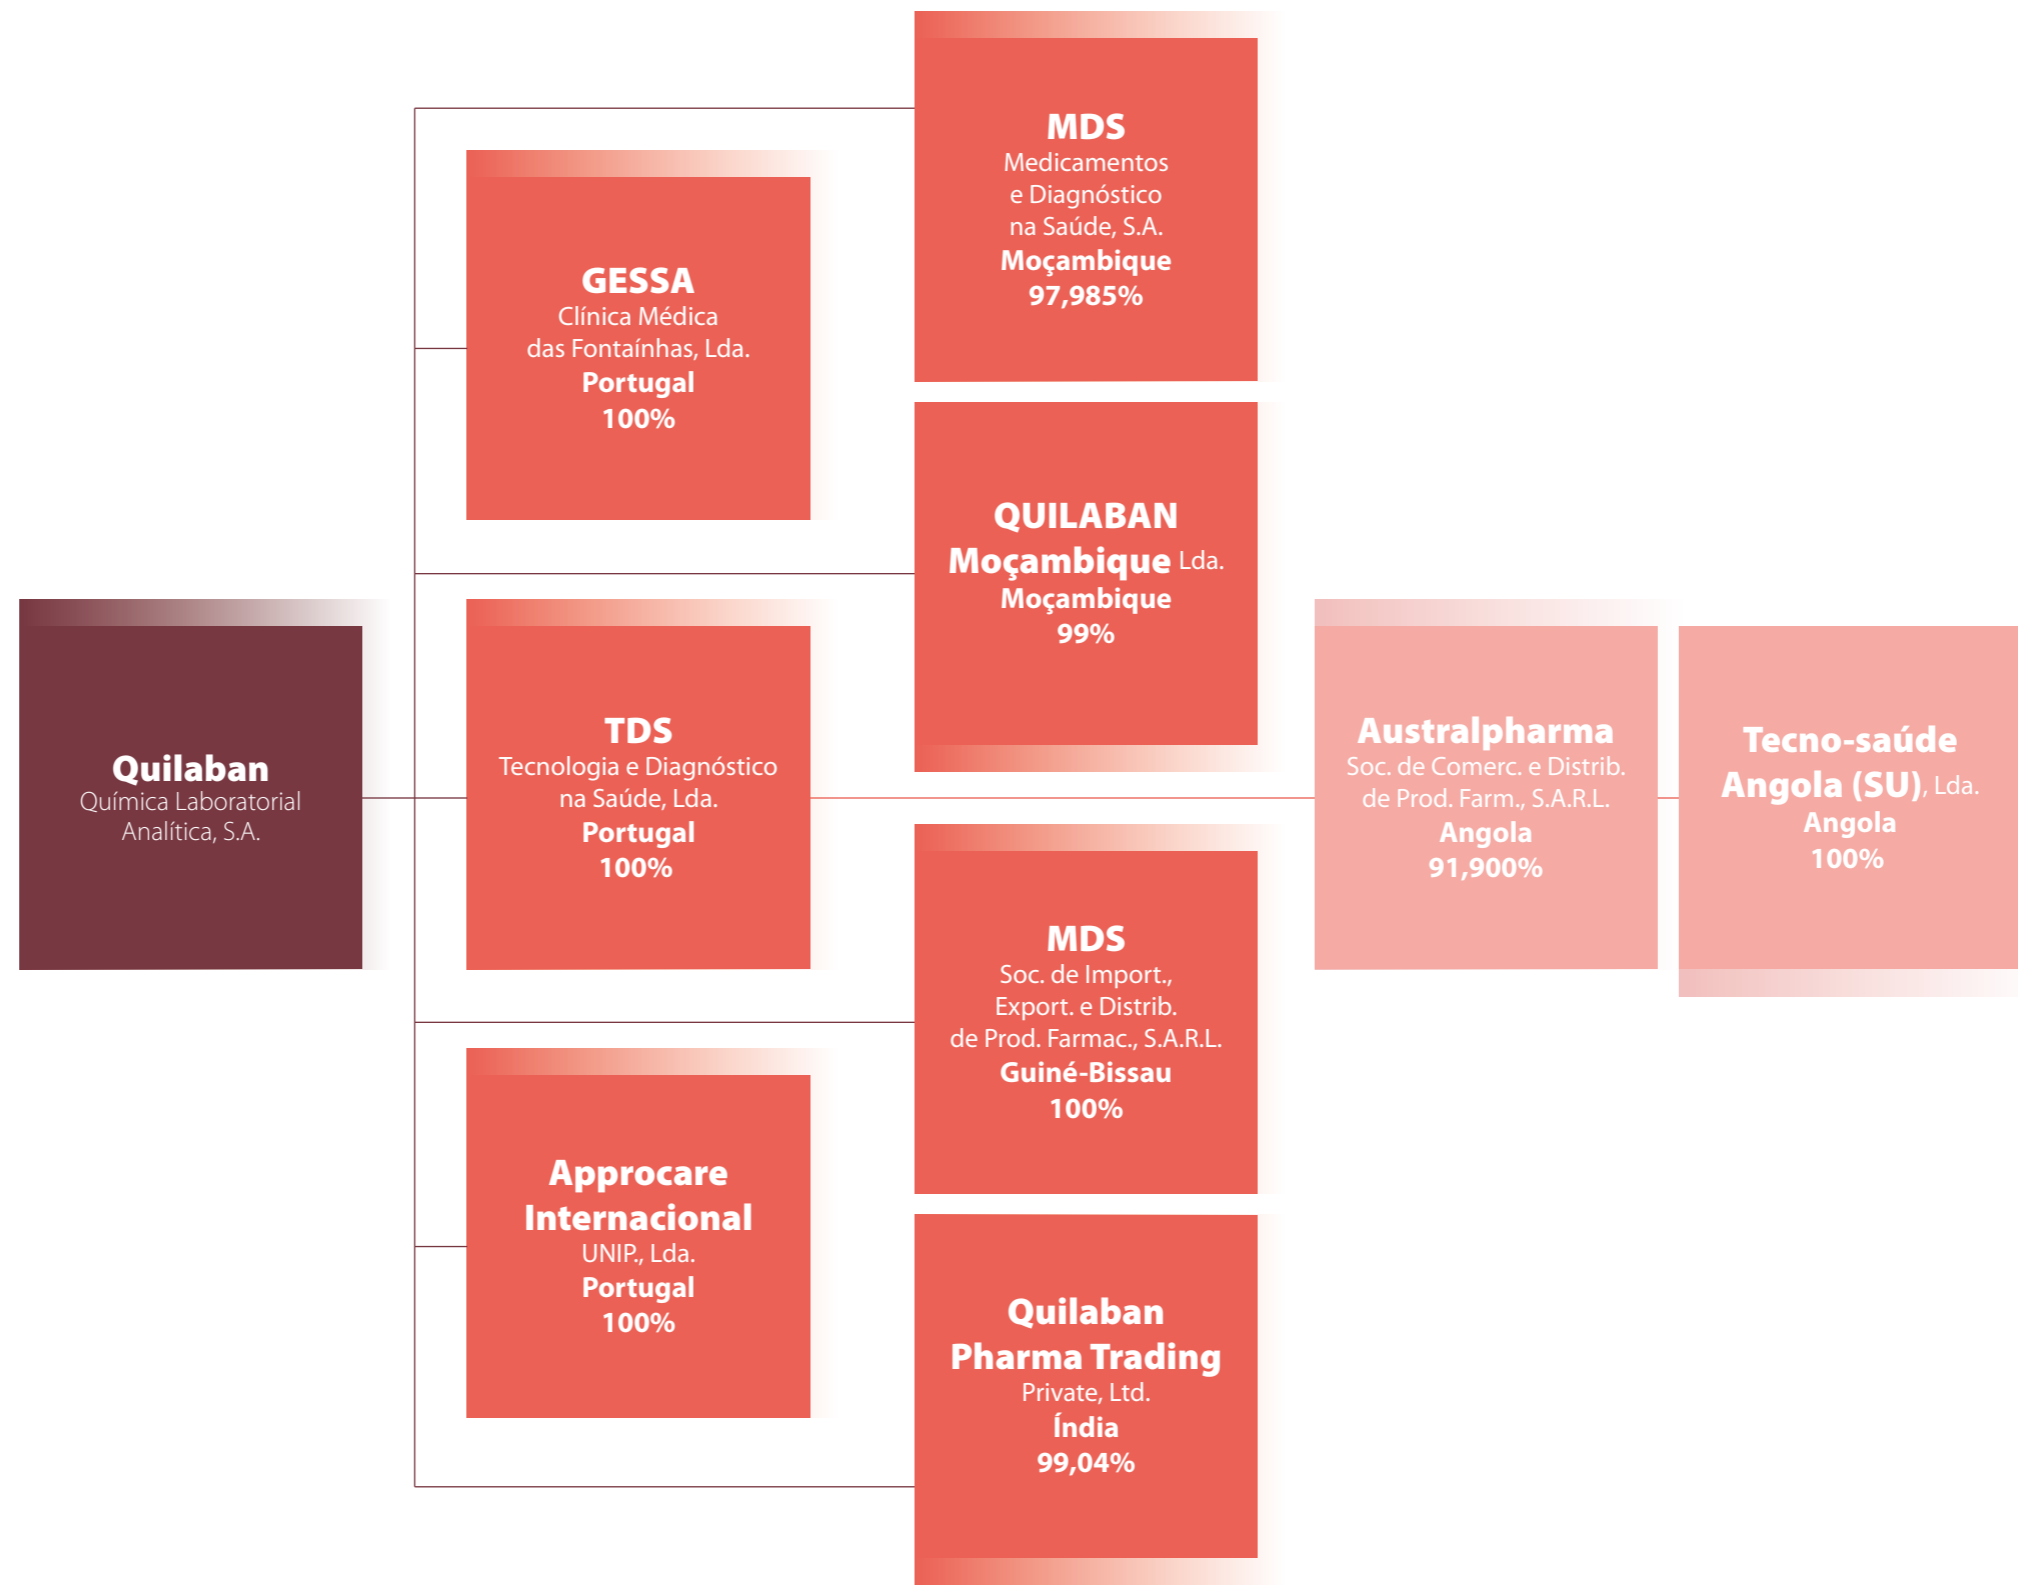 Quilaban
Química Laboratorial
Analítica, S.A.
GESSA
Clínica Médica
das Fontaínhas, Lda.
Portugal
100%
TDS
Tecnologia e Diagnóstico
na Saúde, Lda.
Portugal
100%
Approcare
Internacional
UNIP., Lda.
Portugal
100%
MDS
Medicamentos
e Diagnóstico
na Saúde, S.A.
Moçambique
97,985%
QUILABAN
Moçambique Lda.
Moçambique
99%
MDS
Soc. de Import.,
Export. e Distrib.
de Prod. Farmac., S.A.R.L.
Guiné-Bissau
100%
Quilaban
Pharma Trading
Private, Ltd.
Índia
99,04%
Australpharma
Soc. de Comerc. e Distrib.
de Prod. Farm., S.A.R.L.
Angola
91,900%
Tecno-saúde
Angola (SU), Lda.
Angola
100%